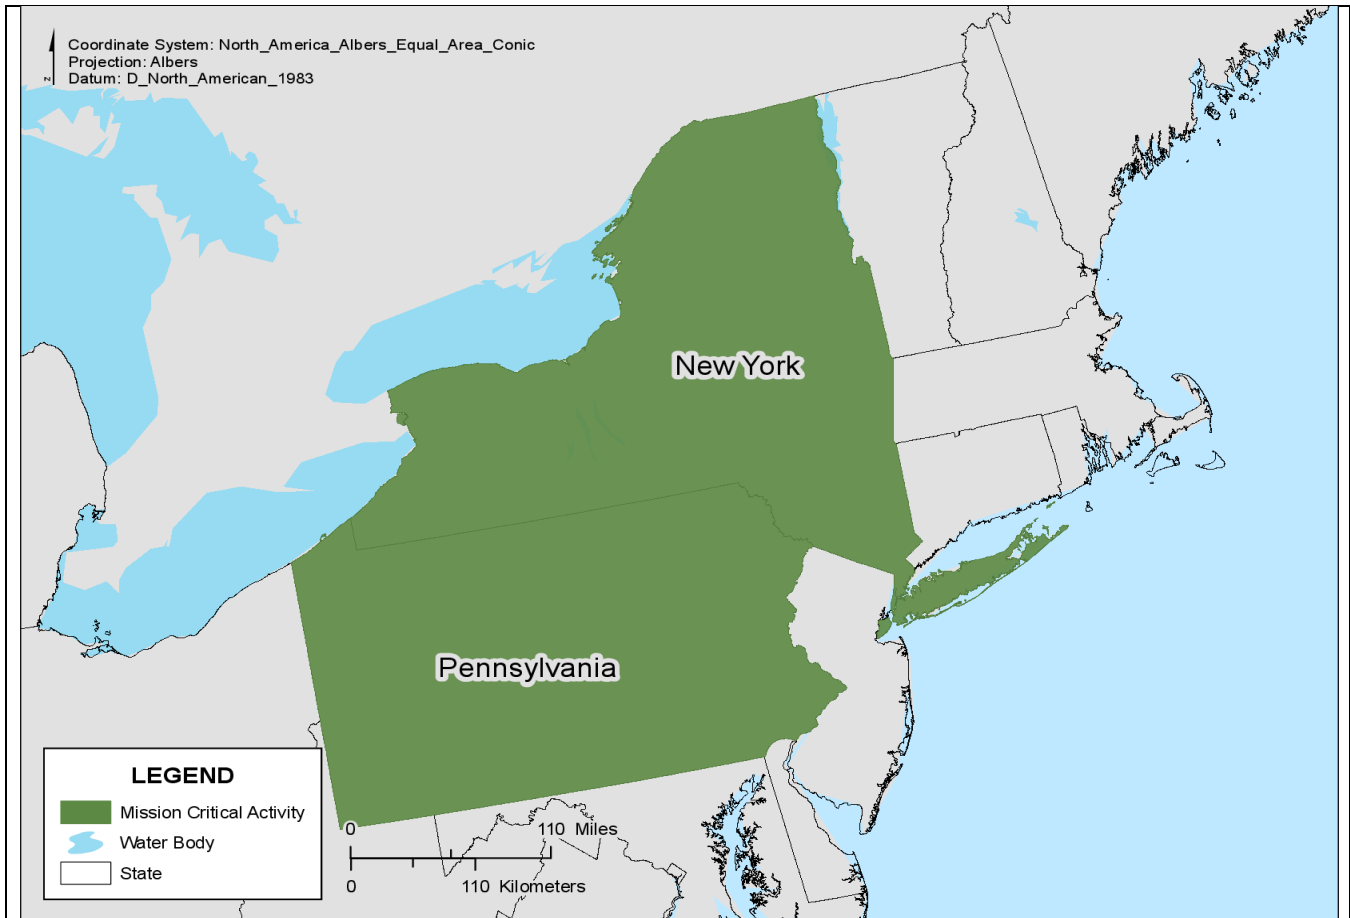 Coordinate System: North_America_Albers_Equal_Area_Conic
Projection: Albers
Datum: D_North_American_1983
N
New York
Pennsylvania
LEGEND
Mission Critical Activity
Water Body
State
0 110 Miles
0 110 Kilometers